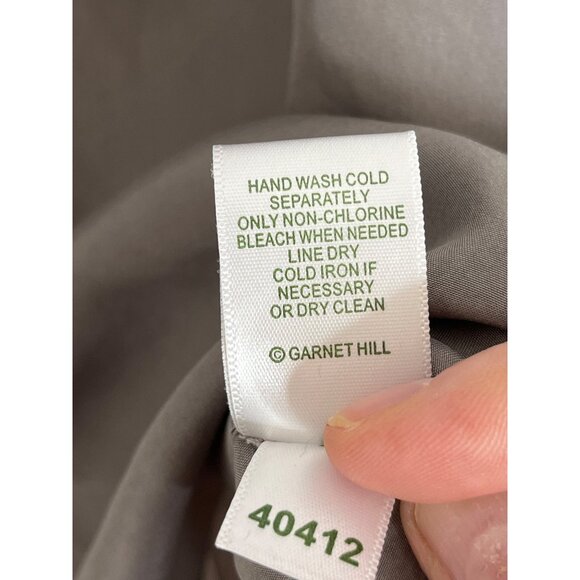 HAND WASH COLD
SEPARATELY
ONLY NON-CHLORINE
BLEACH WHEN NEEDED
LINE DRY
COLD IRON IF
NECESSARY
OR DRY CLEAN
© GARNET HILL
40412